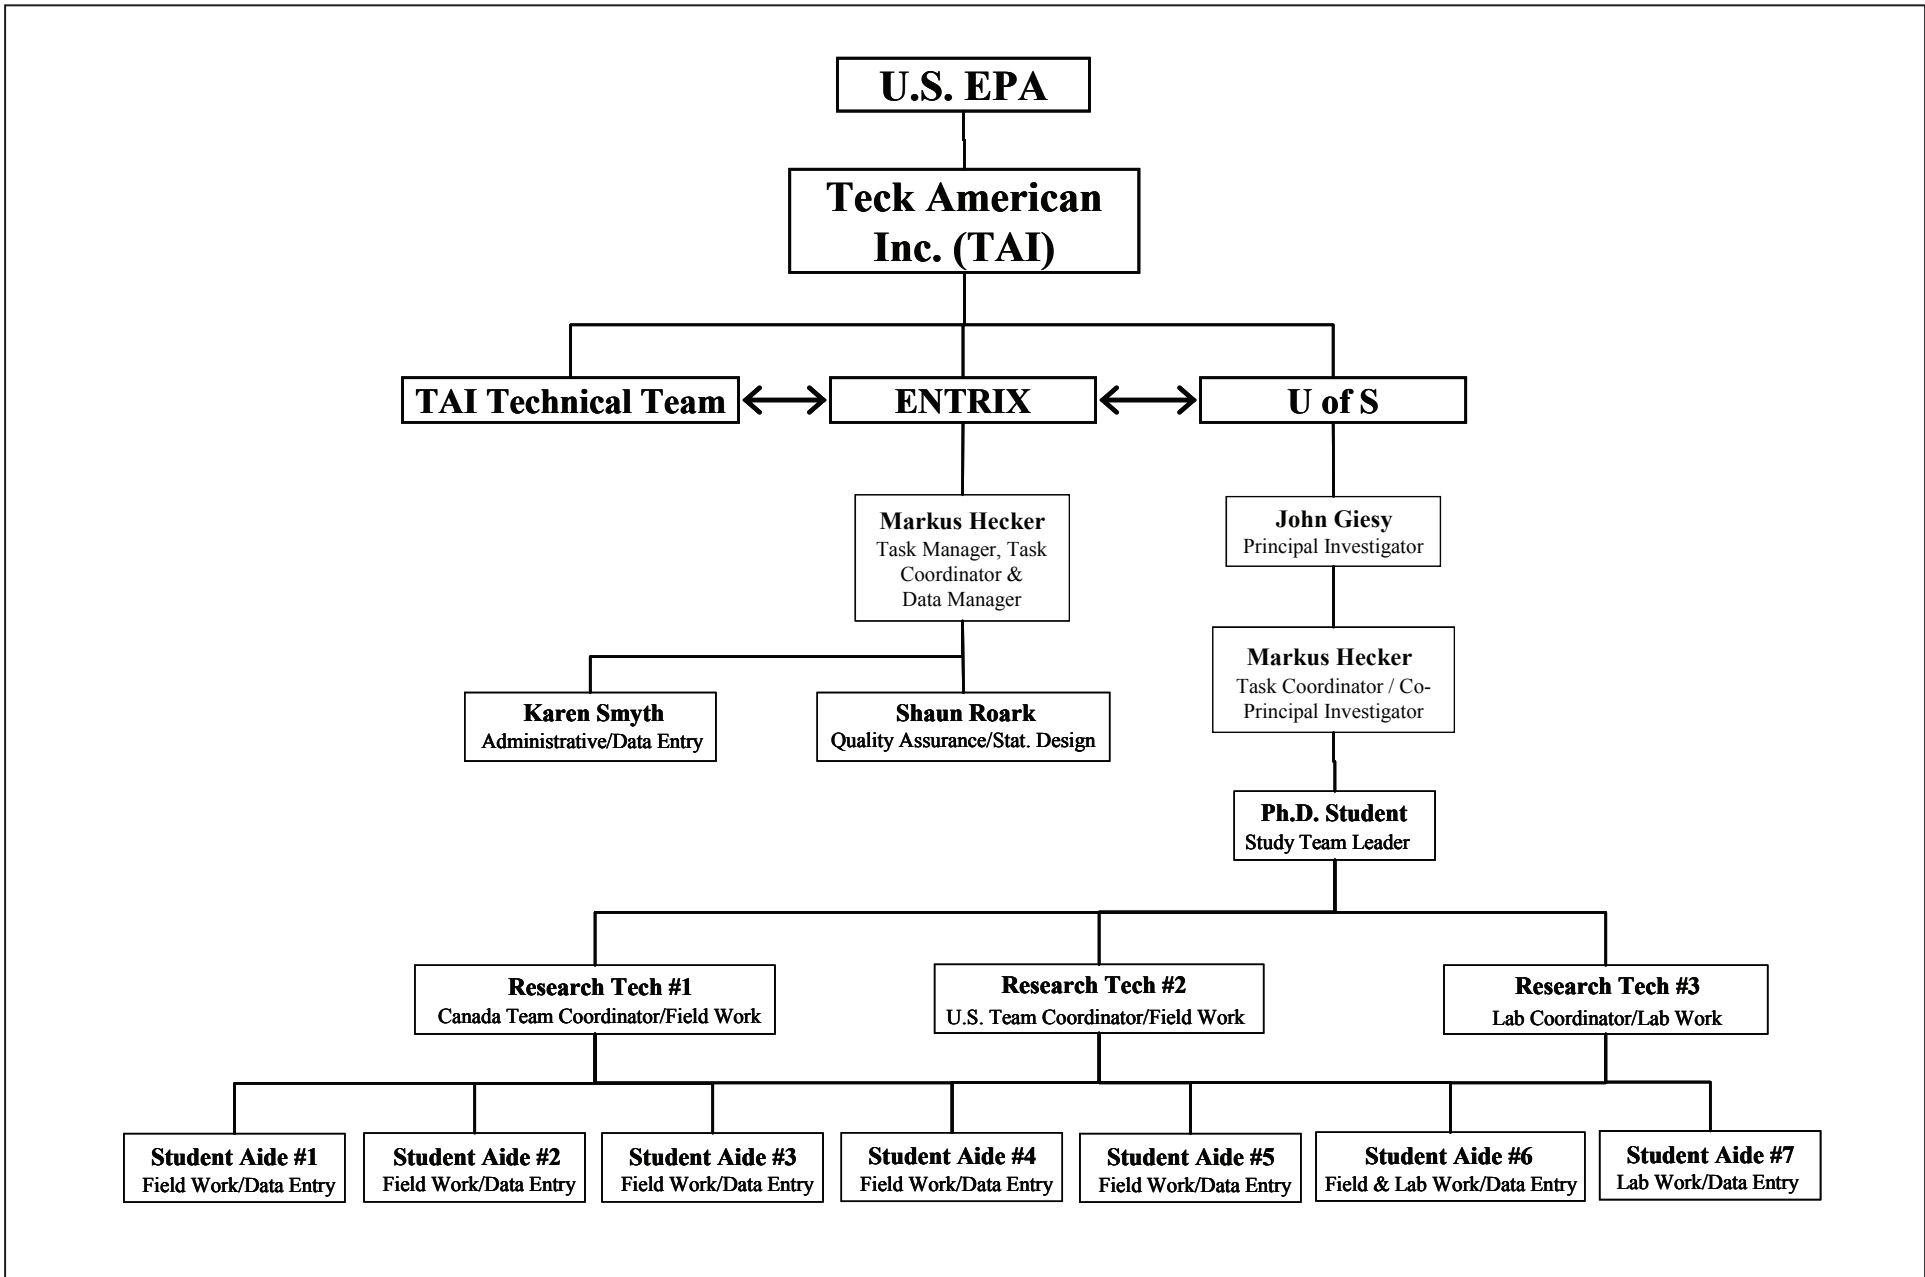 U.S. EPA
Teck American
Inc. (TAI)
TAI Technical Team
ENTRIX
U of S
Markus Hecker
Task Manager, Task
Coordinator &
Data Manager
John Giesy
Principal Investigator
Markus Hecker
Task Coordinator / Co-
Principal Investigator
Karen Smyth
Administrative/Data Entry
Shaun Roark
Quality Assurance/Stat. Design
Ph.D. Student
Study Team Leader
Research Tech #1
Canada Team Coordinator/Field Work
Research Tech #2
U.S. Team Coordinator/Field Work
Research Tech #3
Lab Coordinator/Lab Work
Student Aide #1
Field Work/Data Entry
Student Aide #2
Field Work/Data Entry
Student Aide #3
Field Work/Data Entry
Student Aide #4
Field Work/Data Entry
Student Aide #5
Field Work/Data Entry
Student Aide #6
Field & Lab Work/Data Entry
Student Aide #7
Lab Work/Data Entry